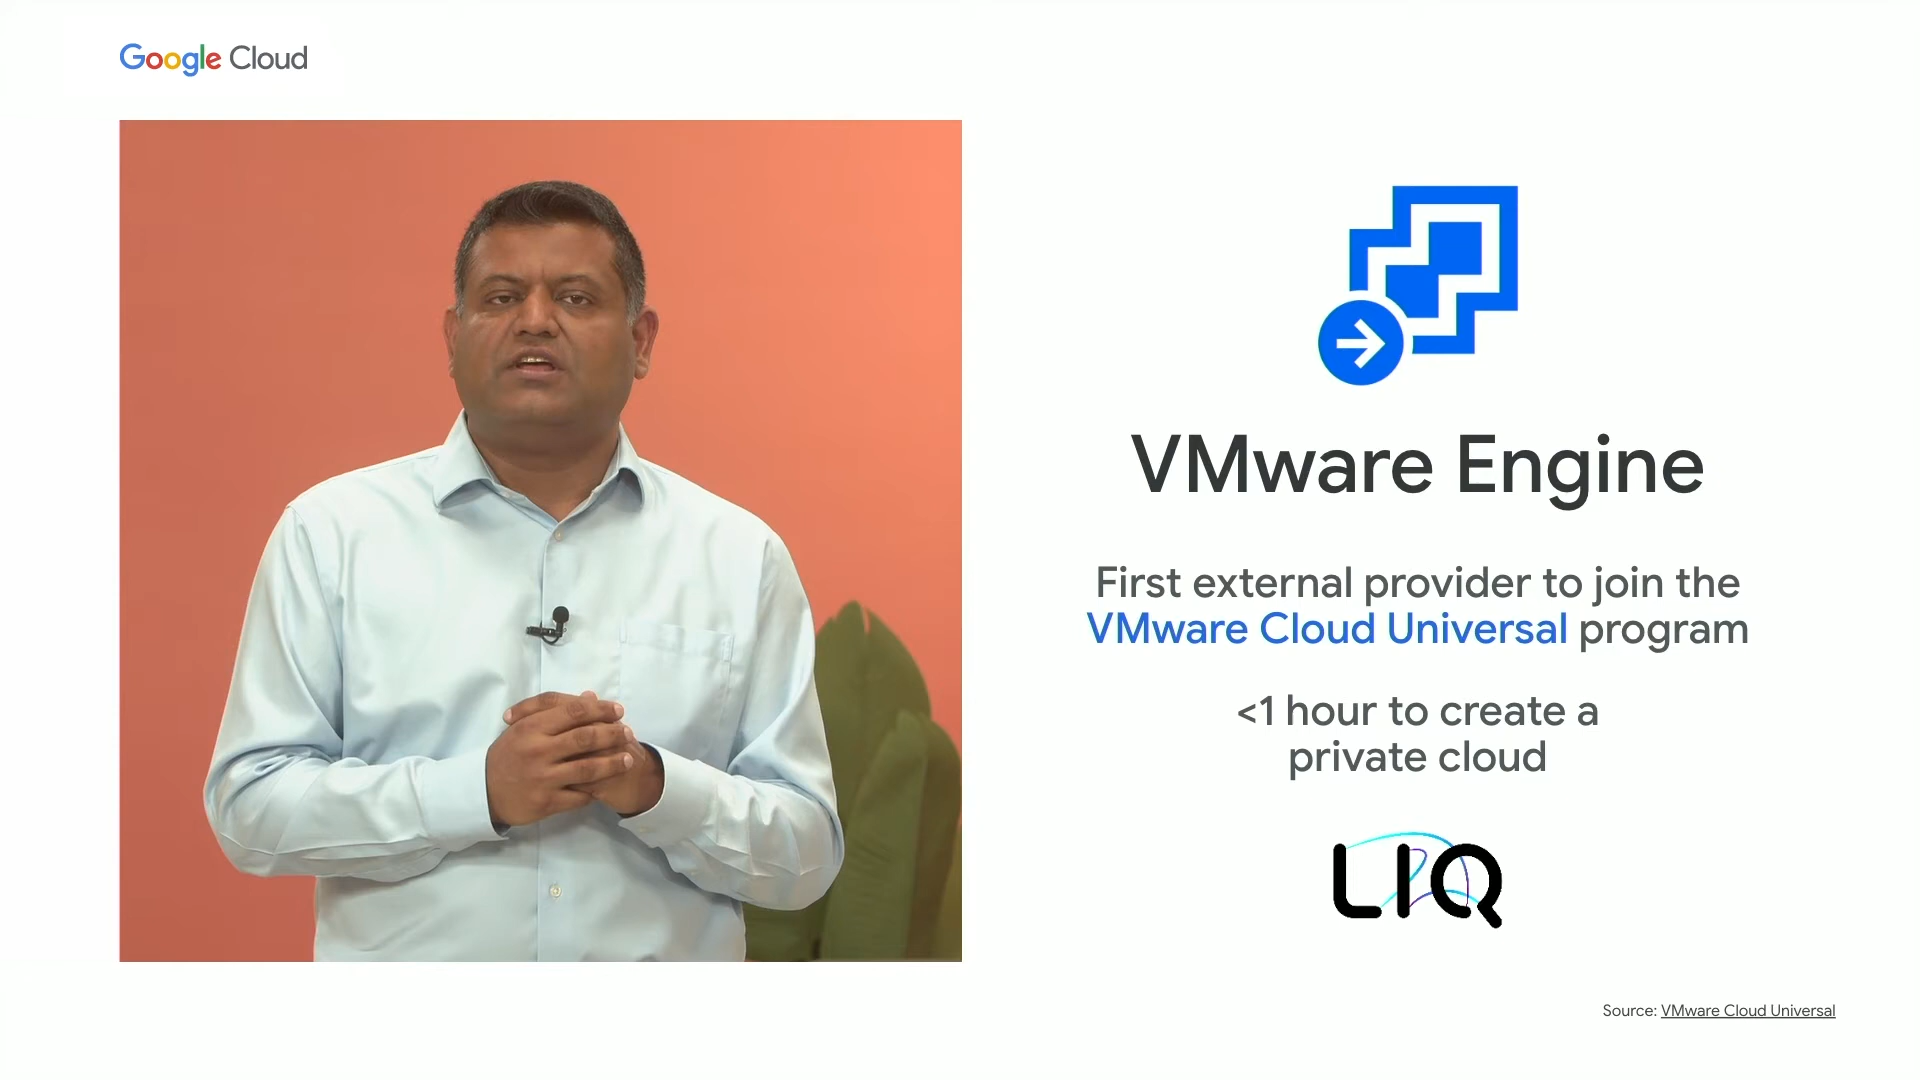 Google Cloud
VMware Engine
First external provider to join the
VMware Cloud Universal program
<1 hour to create a
private cloud
LIQ
Source: VMware Cloud Universal